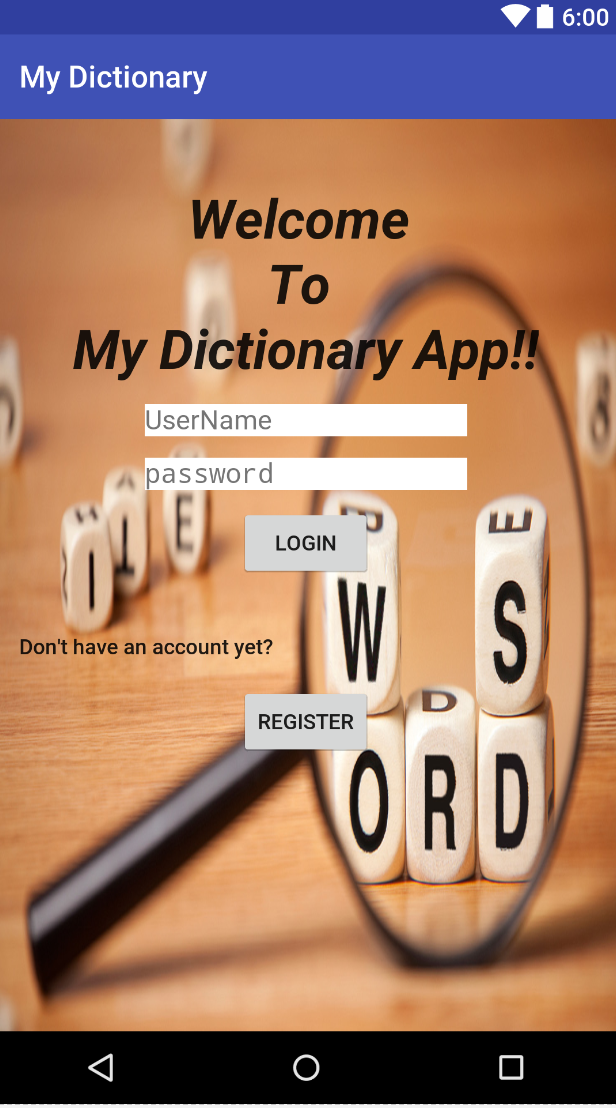 6:00
My Dictionary
Welcome
To
My Dictionary App!!
UserName
password
LOGIN
Don't have an account yet?
REGISTER
I T E
W S
D
O R D